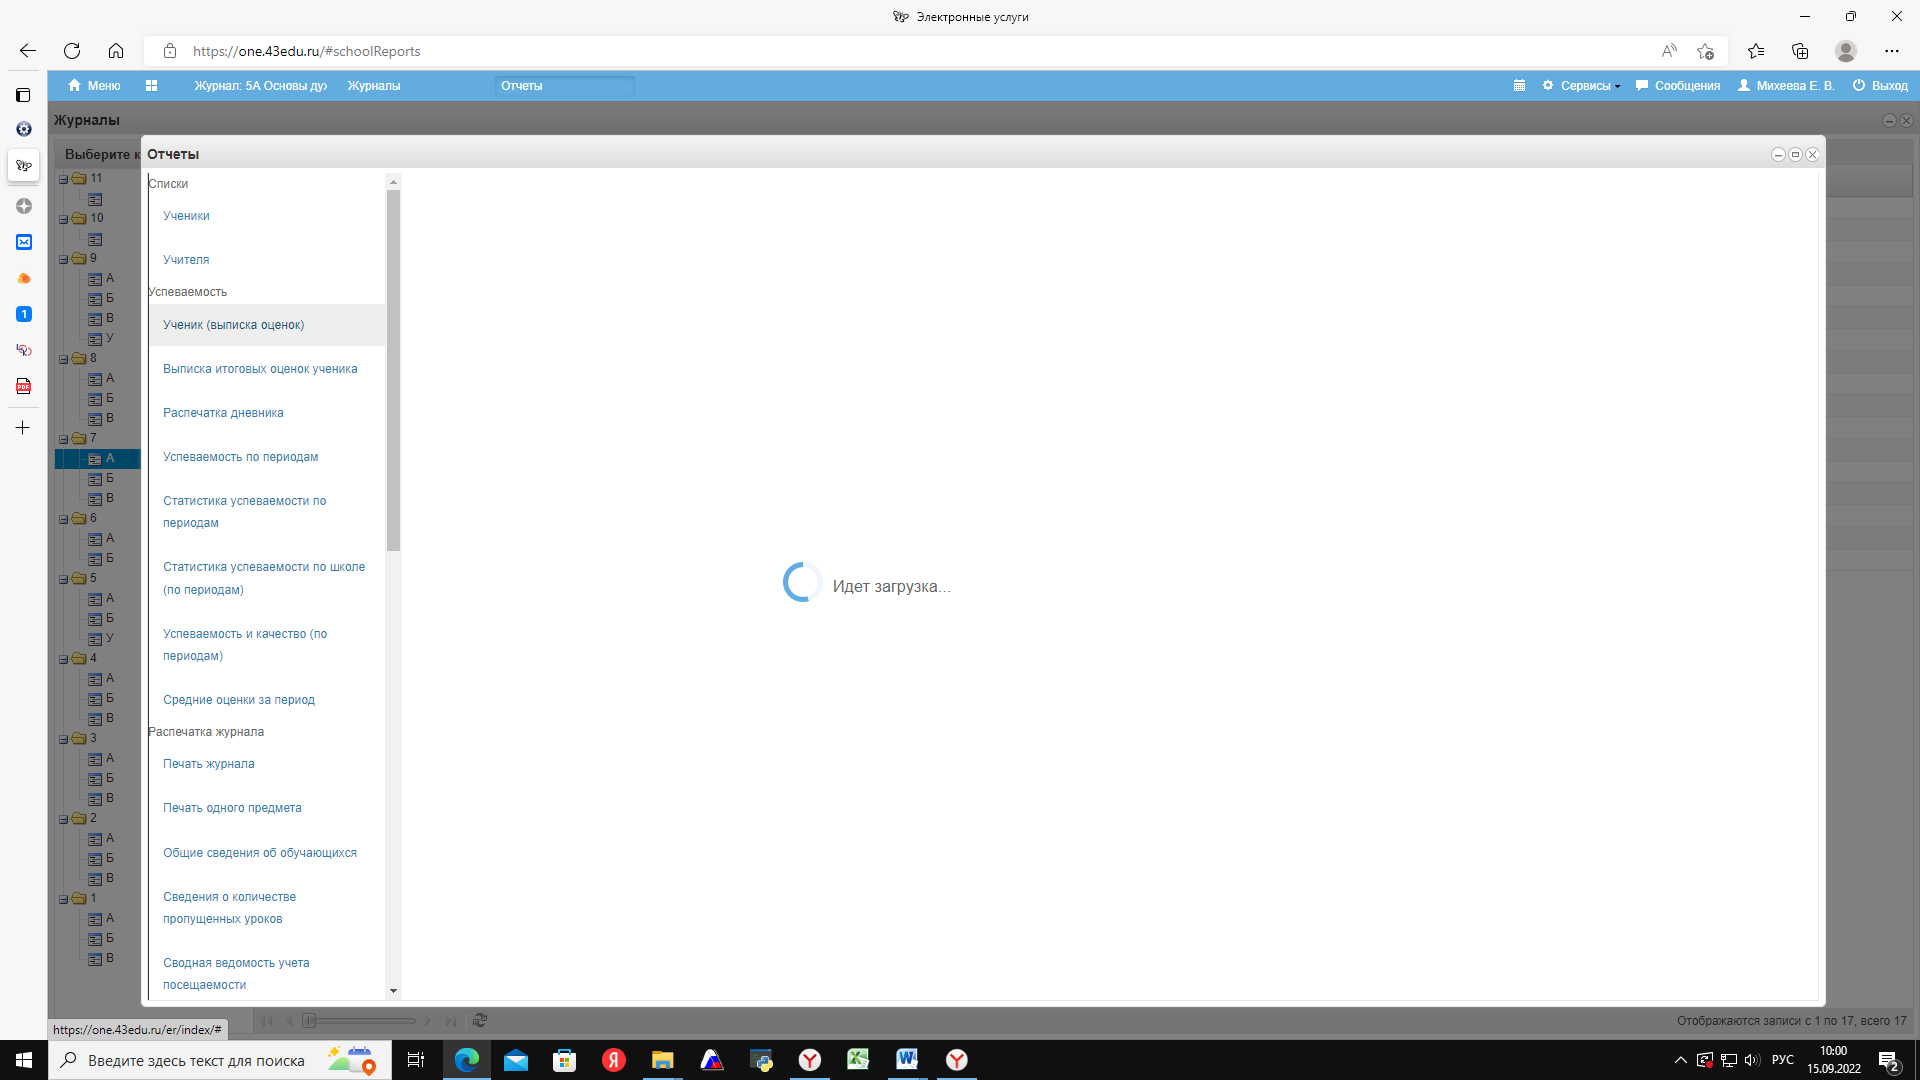 Электронные услуги
https://one.43edu.ru/#schoolReports
Меню
Журнал: 5А Основы ду
Журналы
Отчеты
Сервисы
Сообщения
Михеева Е. В.
Выход
Журналы
Выберите к
Отчеты
11
10
9
А
Б
В
У
8
А
Б
В
7
А
Б
В
6
А
Б
5
А
Б
У
4
А
Б
В
3
А
Б
В
2
А
Б
В
1
А
Б
В
Списки
Ученики
Учителя
Успеваемость
Ученик (выписка оценок)
Выписка итоговых оценок ученика
Распечатка дневника
Успеваемость по периодам
Статистика успеваемости по
периодам
Статистика успеваемости по школе
(по периодам)
Успеваемость и качество (по
периодам)
Средние оценки за период
Распечатка журнала
Печать журнала
Печать одного предмета
Общие сведения об обучающихся
Сведения о количестве
пропущенных уроков
Сводная ведомость учета
посещаемости
Идет загрузка...
1
PDF
Отображаются записи с 1 по 17, всего 17
https://one.43edu.ru/er/index/#
Введите здесь текст для поиска
РУС
10:00
15.09.2022
2